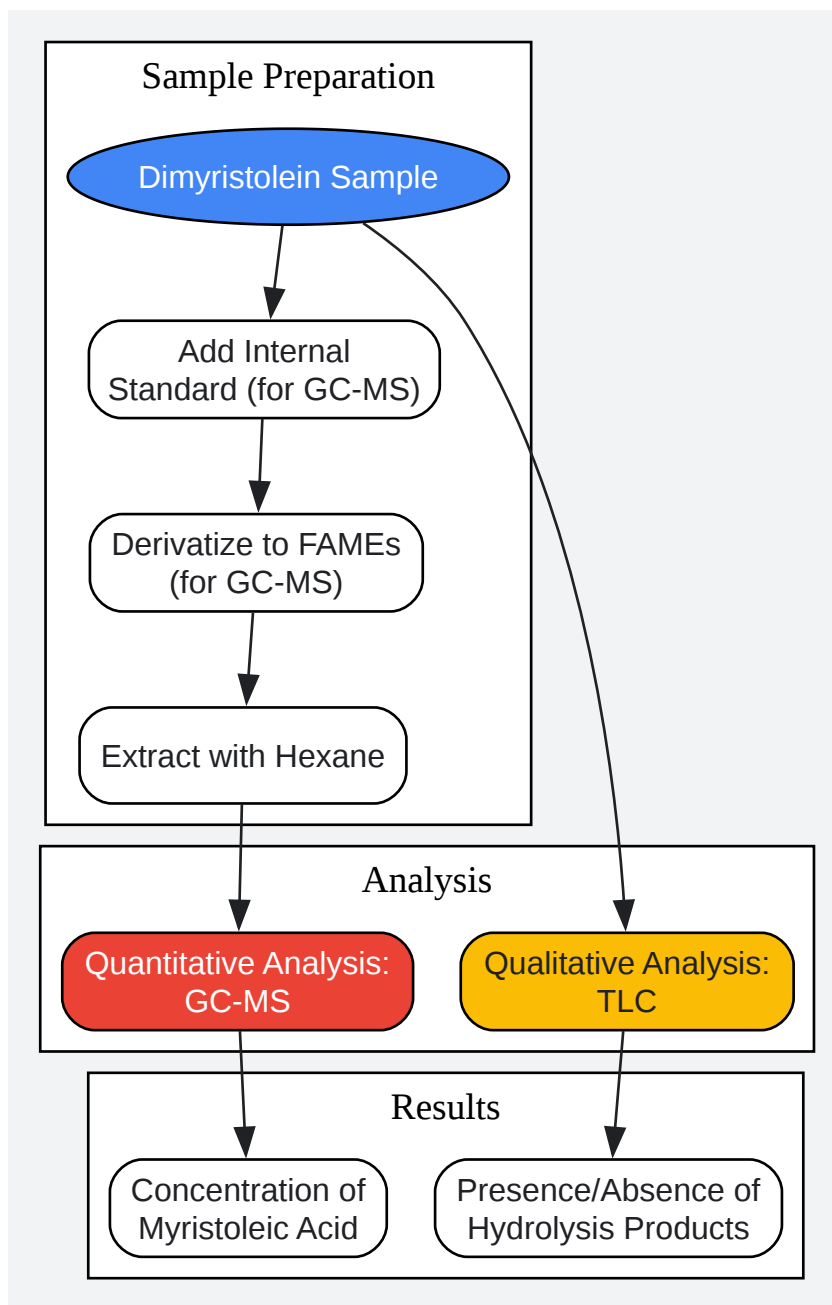 Sample Preparation
Dimyristolein Sample
Add Internal
Standard (for GC-MS)
Derivatize to FAMEs
(for GC-MS)
Extract with Hexane
Analysis
Quantitative Analysis:
GC-MS
Qualitative Analysis:
TLC
Results
Concentration of
Myristoleic Acid
Presence/Absence of
Hydrolysis Products